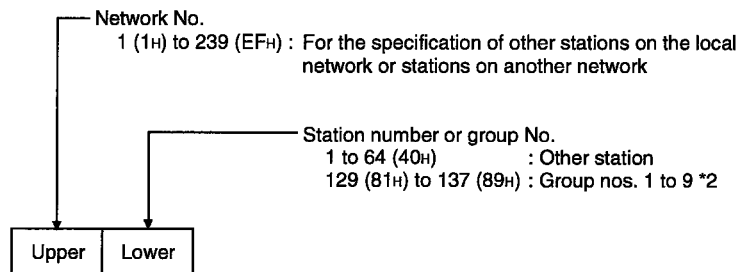 Network No.
1 (1H) to 239 (EFH) : For the specification of other stations on the local
network or stations on another network
Station number or group No.
1 to 64 (40H) : Other station
129 (81H) to 137 (89H) : Group nos. 1 to 9 *2
Upper Lower